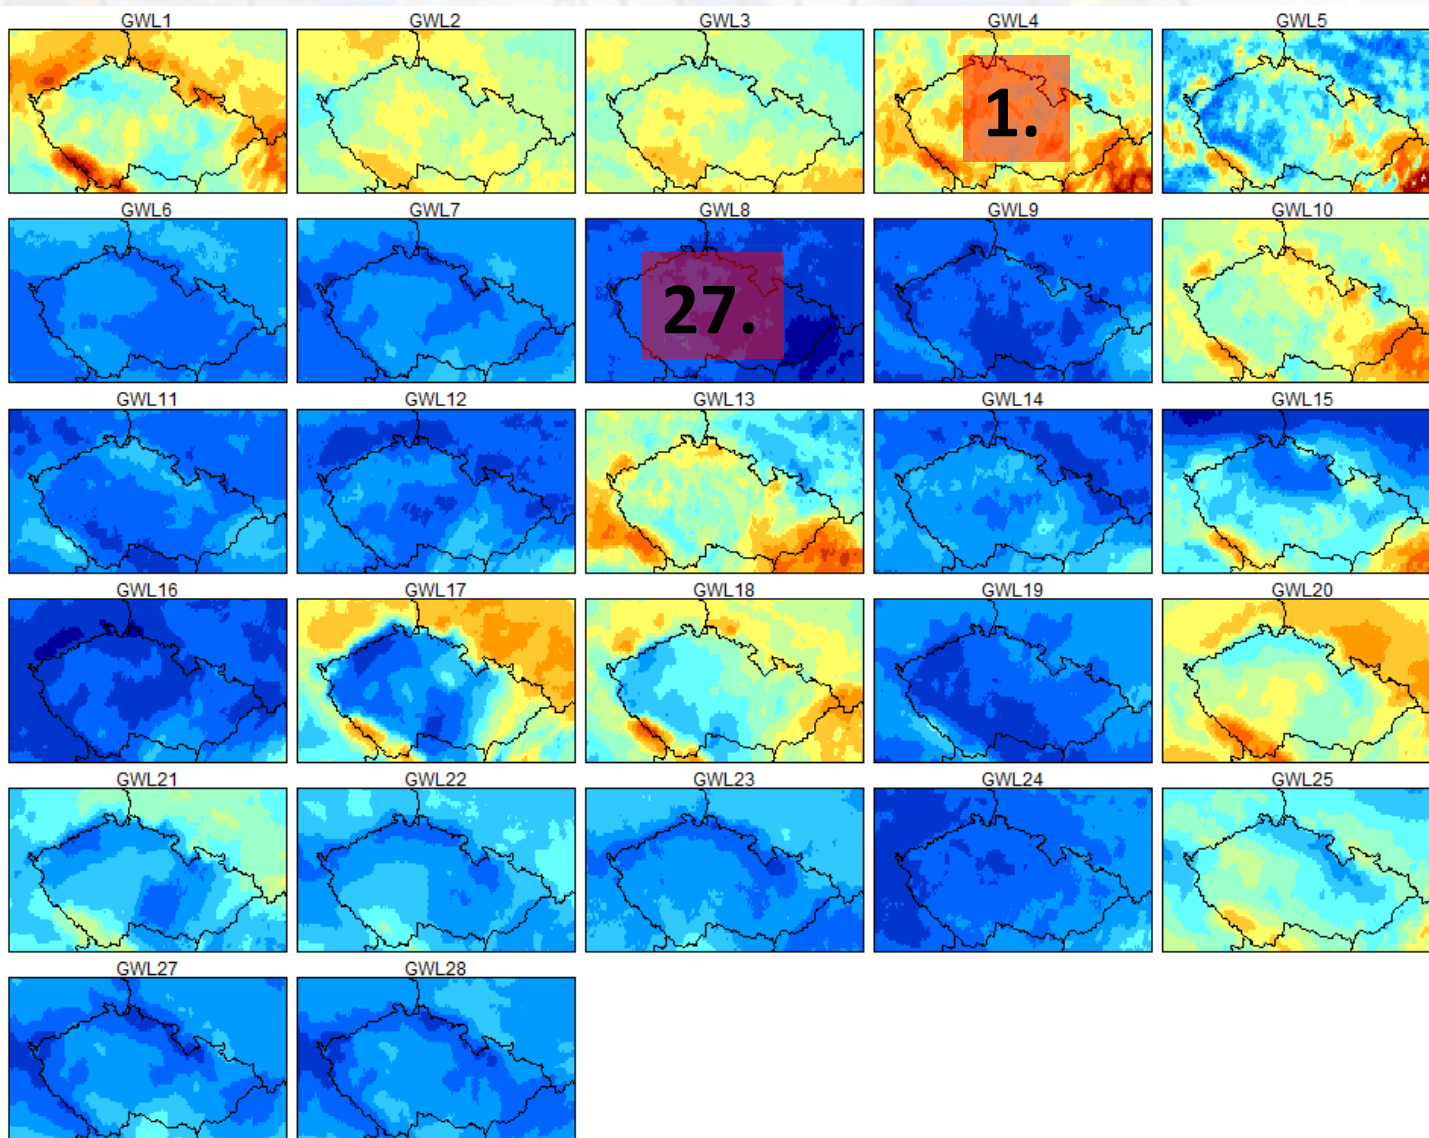 GWL1 GWL2 GWL3 GWL4 GWL5
1.
GWL6 GWL7 GWL8 GWL9 GWL10
27.
GWL11 GWL12 GWL13 GWL14 GWL15
GWL16 GWL17 GWL18 GWL19 GWL20
GWL21 GWL22 GWL23 GWL24 GWL25
GWL27 GWL28